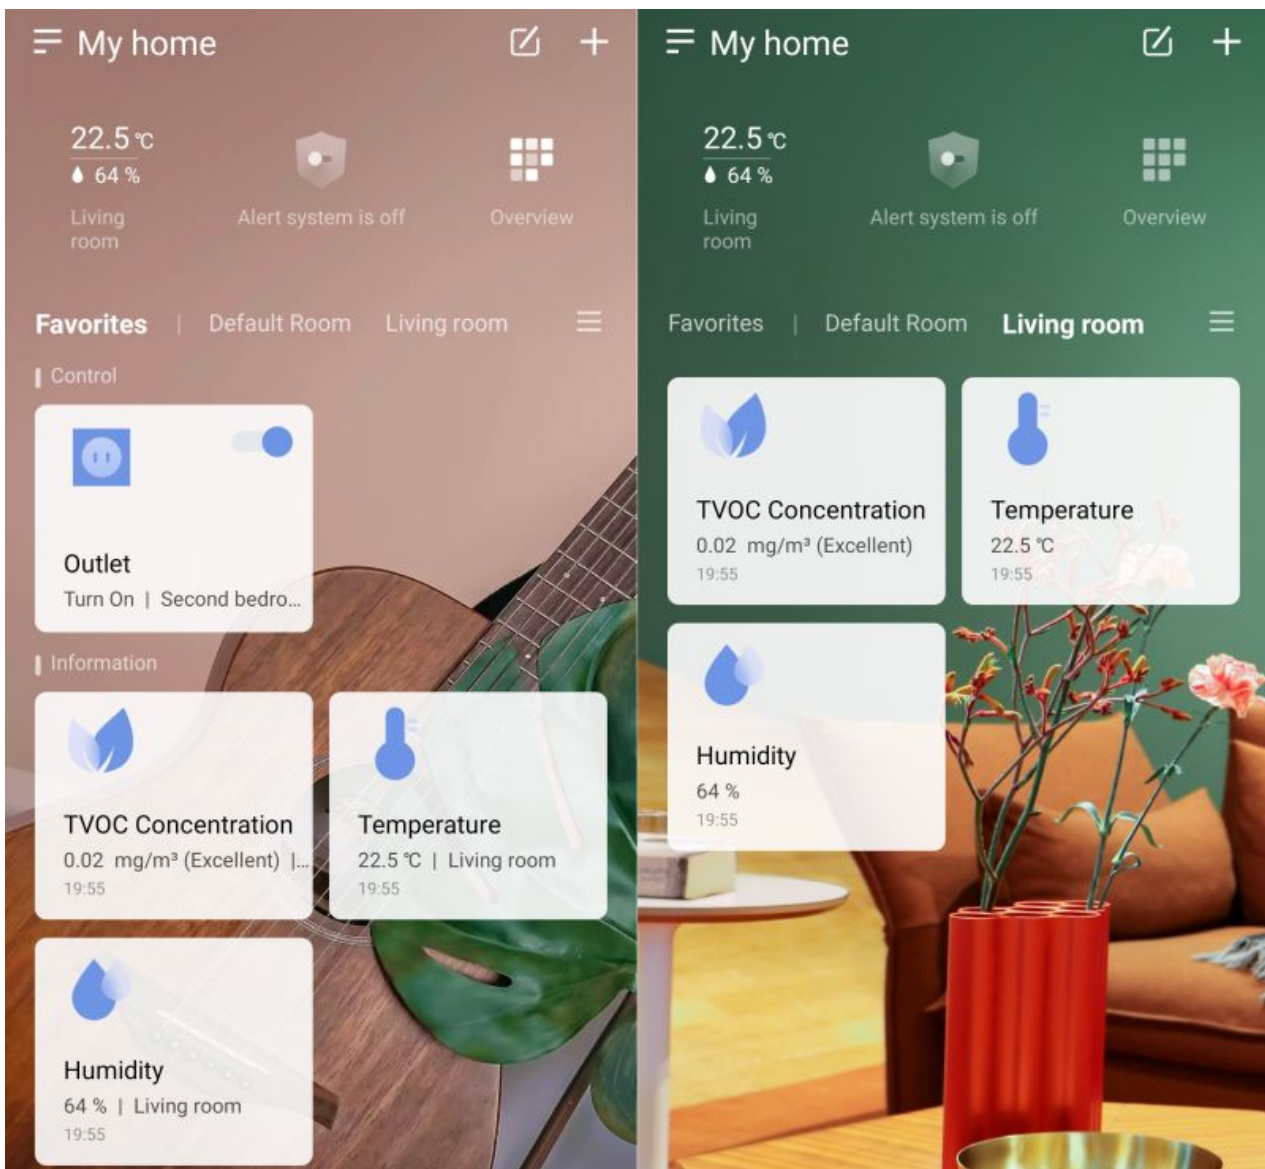 My home
22.5 ℃
64 %
Living
room
Alert system is off
Overview
Favorites | Default Room Living room
Control
Outlet
Turn On | Second bedro...
Information
TVOC Concentration
0.02 mg/m³ (Excellent) |...
19:55
Temperature
22.5 ℃ | Living room
19:55
Humidity
64 % | Living room
19:55
My home
22.5 ℃
64 %
Living
room
Alert system is off
Overview
Favorites | Default Room Living room
TVOC Concentration
0.02 mg/m³ (Excellent)
19:55
Temperature
22.5 ℃
19:55
Humidity
64 %
19:55